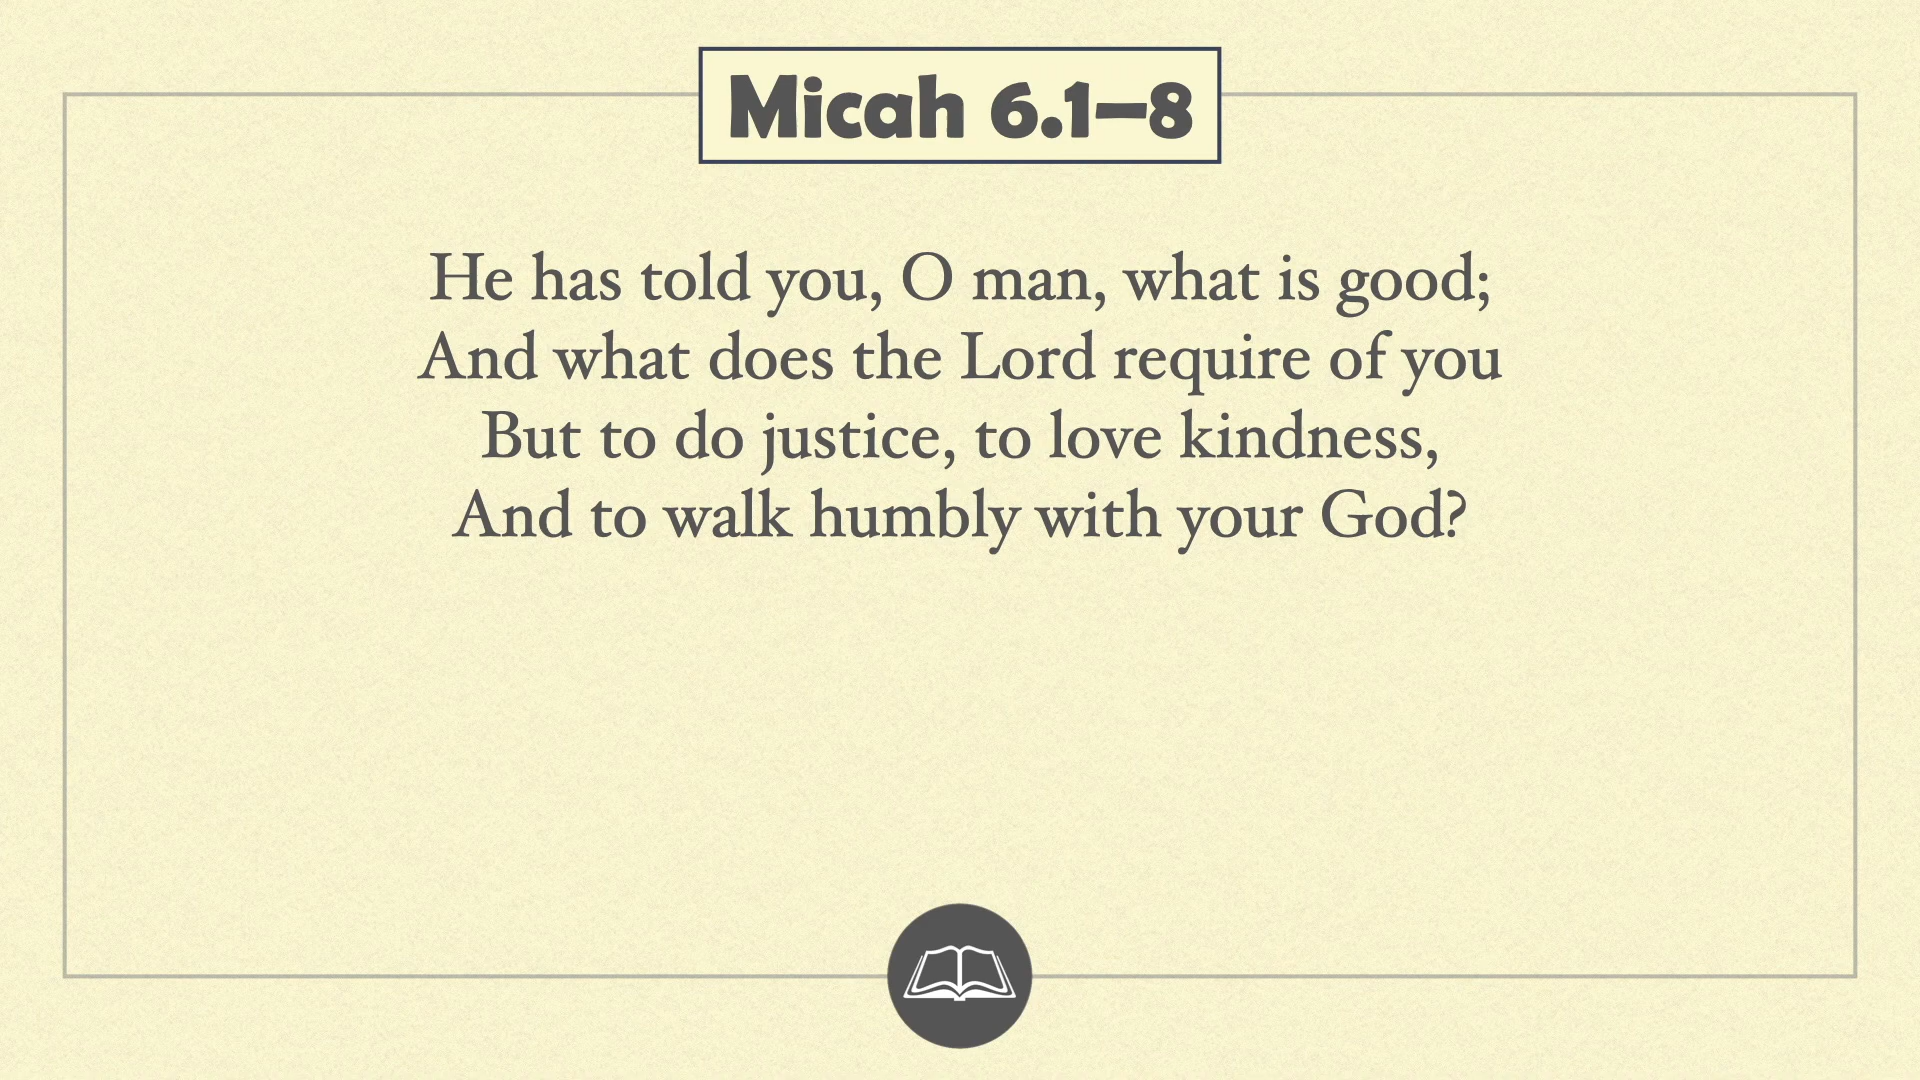 Micah 6.1–8
He has told you, O man, what is good;
And what does the Lord require of you
But to do justice, to love kindness,
And to walk humbly with your God?